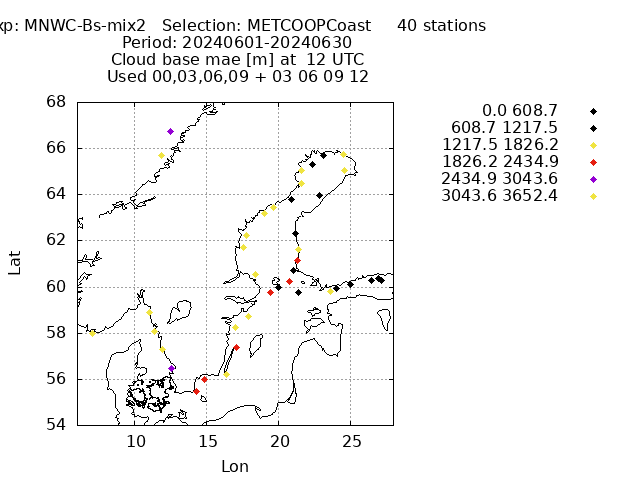 xp: MNWC-Bs-mix2 Selection: METCOOPCoast 40 stations
Period: 20240601-20240630
Cloud base mae [m] at 12 UTC
Used 00,03,06,09 + 03 06 09 12
0.0 608.7
608.7 1217.5
1217.5 1826.2
1826.2 2434.9
2434.9 3043.6
3043.6 3652.4
68
66
64
62
60
58
56
54
Lat
10 15 20 25
Lon